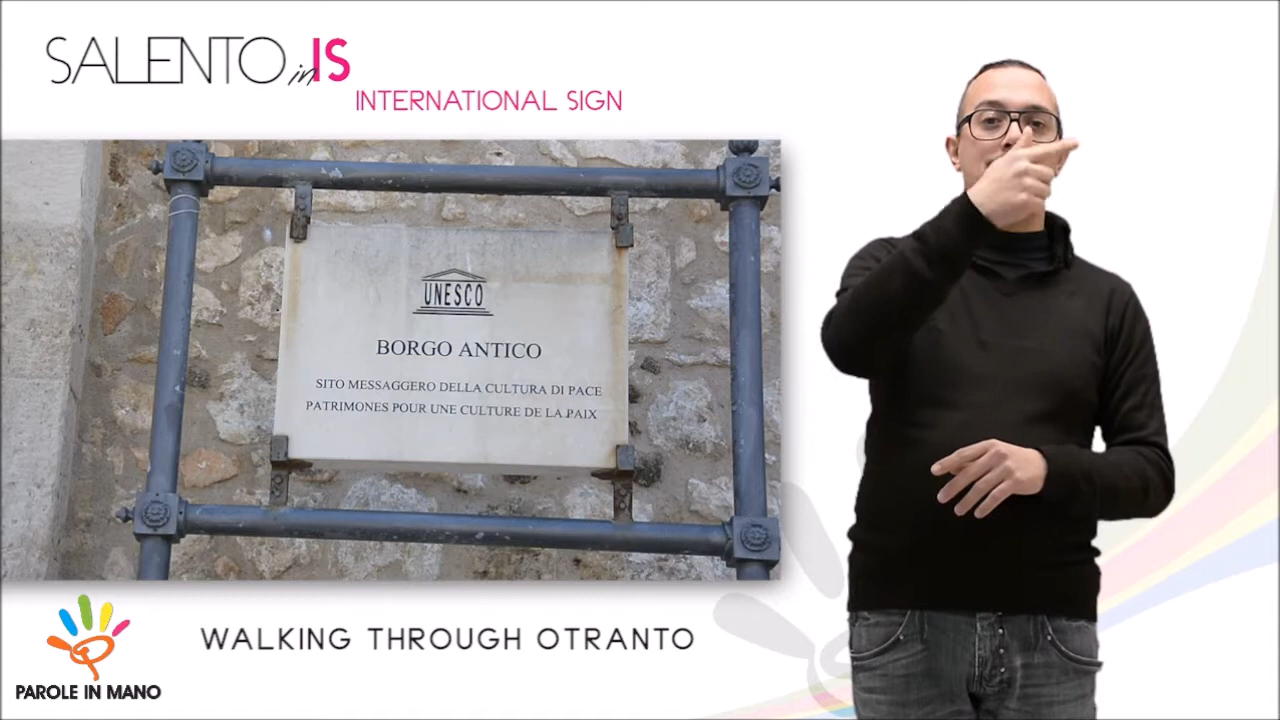 SALENTO in IS
INTERNATIONAL SIGN
UNESCO
BORGO ANTICO
SITO MESSAGGERO DELLA CULTURA DI PACE
PATRIMONES POUR UNE CULTURE DE LA PAIX
WALKING THROUGH OTRANTO
PAROLE IN MANO